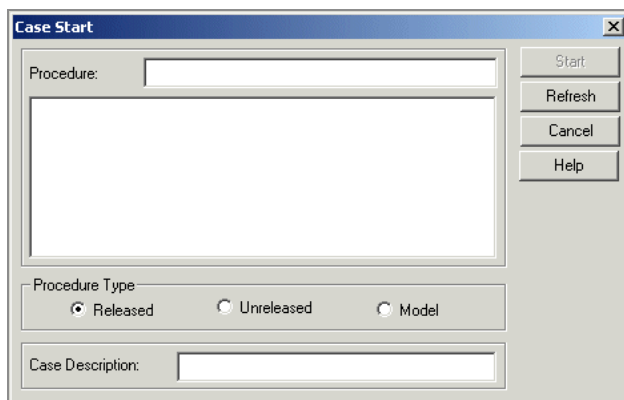 Case Start
Procedure:
Start
Refresh
Cancel
Help
Procedure Type
Released
Unreleased
Model
Case Description: